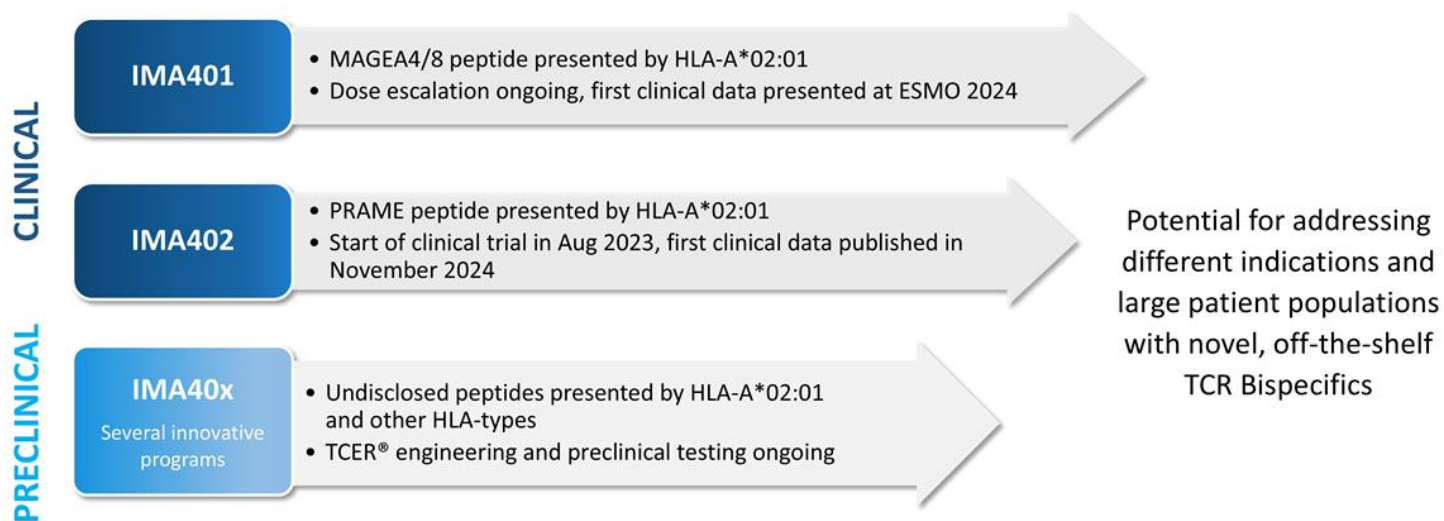 CLINICAL
IMA401
• MAGEA4/8 peptide presented by HLA-A*02:01
• Dose escalation ongoing, first clinical data presented at ESMO 2024
IMA402
• PRAME peptide presented by HLA-A*02:01
• Start of clinical trial in Aug 2023, first clinical data published in
November 2024
PRECLINICAL
IMA40x
Several innovative
programs
• Undisclosed peptides presented by HLA-A*02:01
and other HLA-types
• TCER® engineering and preclinical testing ongoing
Potential for addressing
different indications and
large patient populations
with novel, off-the-shelf
TCR Bispecifics